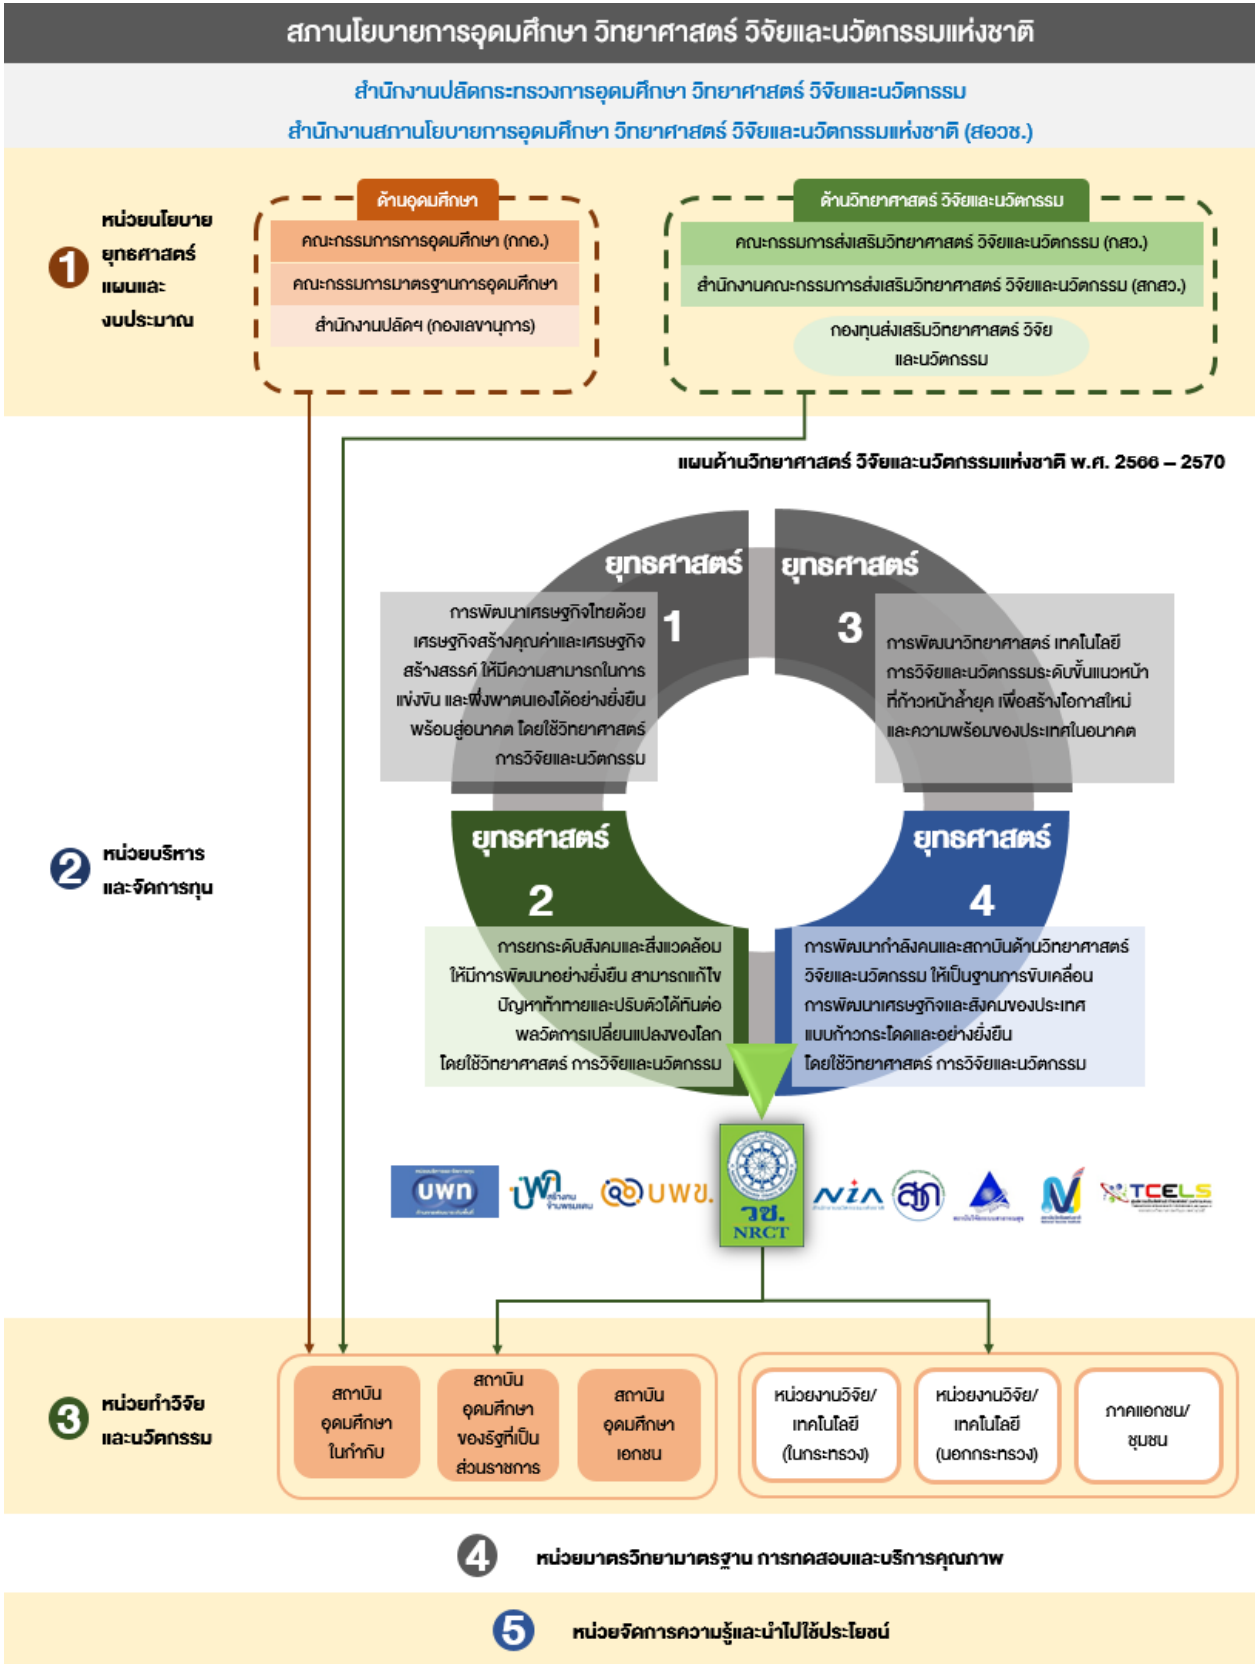 สภานโยบายการอุดมศึกษา วิทยาศาสตร์ วิจัยและนวัตกรรมแห่งชาติ
สำนักงานปลัดกระทรวงการอุดมศึกษา วิทยาศาสตร์ วิจัยและนวัตกรรม
สำนักงานสภานโยบายการอุดมศึกษา วิทยาศาสตร์ วิจัยและนวัตกรรมแห่งชาติ (สอวช.)
1
หน่วยนโยบาย
ยุทธศาสตร์
แผนและ
งบประมาณ
ด้านอุดมศึกษา
คณะกรรมการการอุดมศึกษา (กกอ.)
คณะกรรมการมาตรฐานการอุดมศึกษา
สำนักงานปลัดฯ (กองเลขานุการ)
ด้านวิทยาศาสตร์ วิจัยและนวัตกรรม
คณะกรรมการส่งเสริมวิทยาศาสตร์ วิจัยและนวัตกรรม (กสว.)
สำนักงานคณะกรรมการส่งเสริมวิทยาศาสตร์ วิจัยและนวัตกรรม (สกสว.)
กองทุนส่งเสริมวิทยาศาสตร์ วิจัย
และนวัตกรรม
แผนด้านวิทยาศาสตร์ วิจัยและนวัตกรรมแห่งชาติ พ.ศ. 2566 – 2570
2
หน่วยบริหาร
และจัดการทุน
ยุทธศาสตร์
1
การพัฒนาเศรษฐกิจไทยด้วย
เศรษฐกิจสร้างคุณค่าและเศรษฐกิจ
สร้างสรรค์ ให้มีความสามารถในการ
แข่งขัน และพึ่งพาตนเองได้อย่างยั่งยืน
พร้อมสู่อนาคต โดยใช้วิทยาศาสตร์
การวิจัยและนวัตกรรม
ยุทธศาสตร์
3
การพัฒนาวิทยาศาสตร์ เทคโนโลยี
การวิจัยและนวัตกรรมระดับขั้นแนวหน้า
ที่ก้าวหน้าล้ำยุค เพื่อสร้างโอกาสใหม่
และความพร้อมของประเทศในอนาคต
ยุทธศาสตร์
2
การยกระดับสังคมและสิ่งแวดล้อม
ให้มีการพัฒนาอย่างยั่งยืน สามารถแก้ไข
ปัญหาท้าทายและปรับตัวได้ทันต่อ
พลวัตการเปลี่ยนแปลงของโลก
โดยใช้วิทยาศาสตร์ การวิจัยและนวัตกรรม
ยุทธศาสตร์
4
การพัฒนากำลังคนและสถาบันด้านวิทยาศาสตร์
วิจัยและนวัตกรรม ให้เป็นฐานการขับเคลื่อน
การพัฒนาเศรษฐกิจและสังคมของประเทศ
แบบก้าวกระโดดและอย่างยั่งยืน
โดยใช้วิทยาศาสตร์ การวิจัยและนวัตกรรม
บพท
บพค
สร้างคน
ข้ามพรมแดน
บพข.
วช.
NRCT
NIA
สวก
สถาบันวิจัยระบบสาธารณสุข
TCELS
3
หน่วยทำวิจัย
และนวัตกรรม
สถาบัน
อุดมศึกษา
ในกำกับ
สถาบัน
อุดมศึกษา
ของรัฐที่เป็น
ส่วนราชการ
สถาบัน
อุดมศึกษา
เอกชน
หน่วยงานวิจัย/
เทคโนโลยี
(ในกระทรวง)
หน่วยงานวิจัย/
เทคโนโลยี
(นอกกระทรวง)
ภาคเอกชน/
ชุมชน
4
หน่วยมาตรวิทยามาตรฐาน การทดสอบและบริการคุณภาพ
5
หน่วยจัดการความรู้และนำไปใช้ประโยชน์